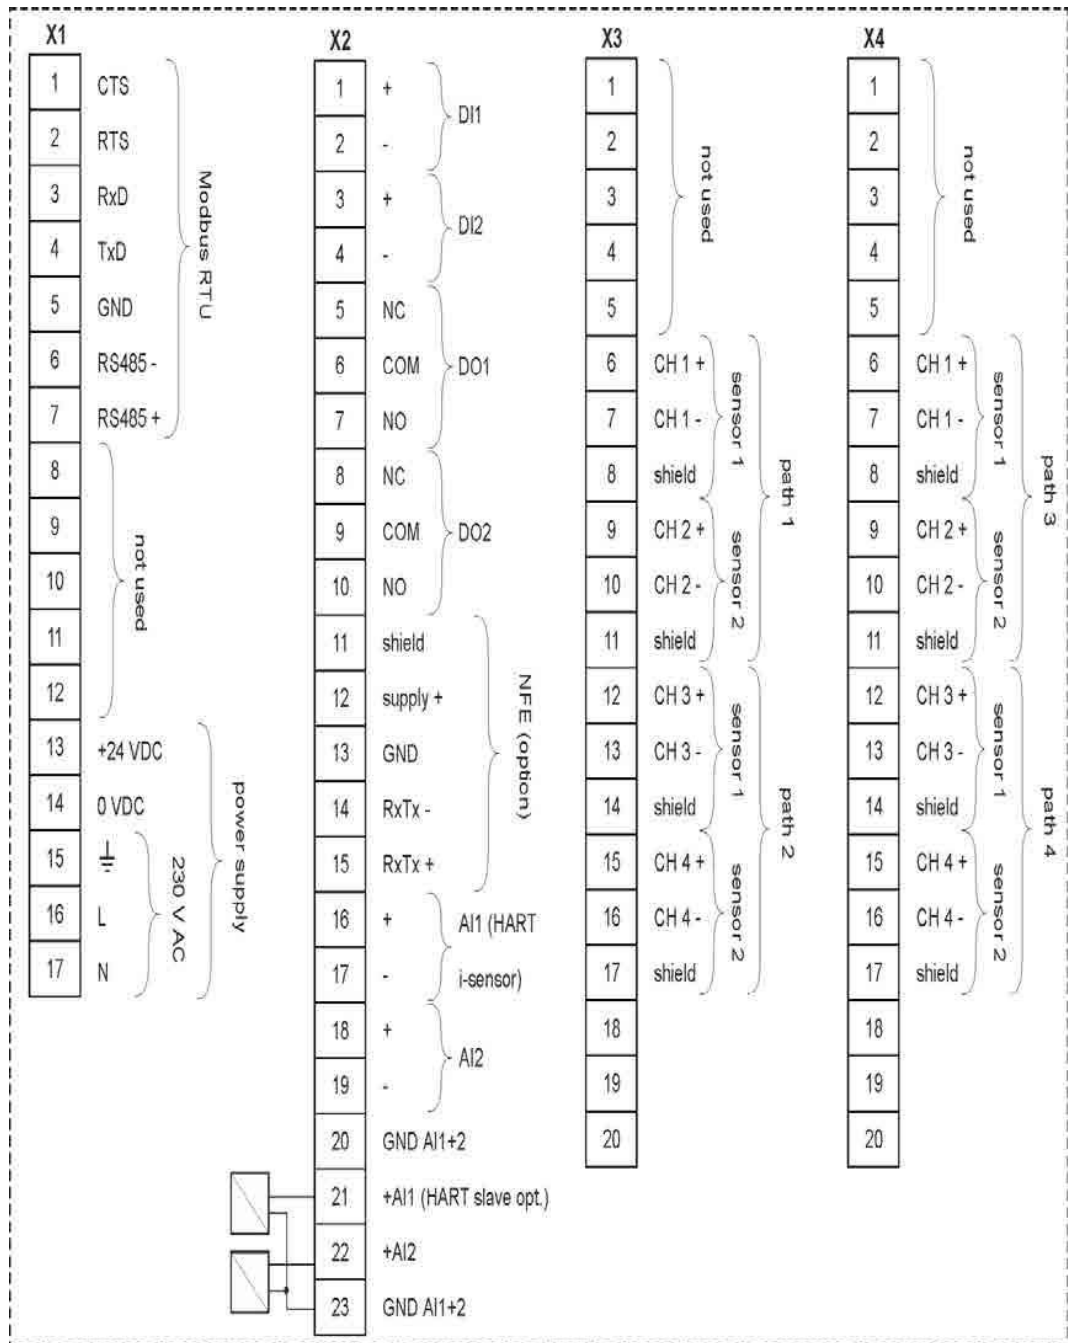 X1
1 CTS
2 RTS
3 RxD
4 TxD
5 GND
6 RS485 -
7 RS485 +
Modbus RTU
8
9
10
11
12
not used
13 +24 VDC
14 0 VDC
15
16 L
17 N
230 V AC
power supply
X2
1 +
2 -
DI1
3 +
4 -
DI2
5 NC
6 COM
7 NO
DO1
8 NC
9 COM
10 NO
DO2
11 shield
12 supply +
13 GND
14 RxTx -
15 RxTx +
NFE (option)
16 + AI1 (HART
17 - i-sensor)
18 +
19 -
AI2
20 GND AI1+2
21 +AI1 (HART slave opt.)
22 +AI2
23 GND AI1+2
X3
1
2
3
4
5
not used
6 CH 1 +
7 CH 1 -
8 shield
sensor 1
9 CH 2 +
10 CH 2 -
11 shield
sensor 2
path 1
12 CH 3 +
13 CH 3 -
14 shield
sensor 1
15 CH 4 +
16 CH 4 -
17 shield
sensor 2
path 2
18
19
20
X4
1
2
3
4
5
not used
6 CH 1 +
7 CH 1 -
8 shield
sensor 1
9 CH 2 +
10 CH 2 -
11 shield
sensor 2
path 3
12 CH 3 +
13 CH 3 -
14 shield
sensor 1
15 CH 4 +
16 CH 4 -
17 shield
sensor 2
path 4
18
19
20